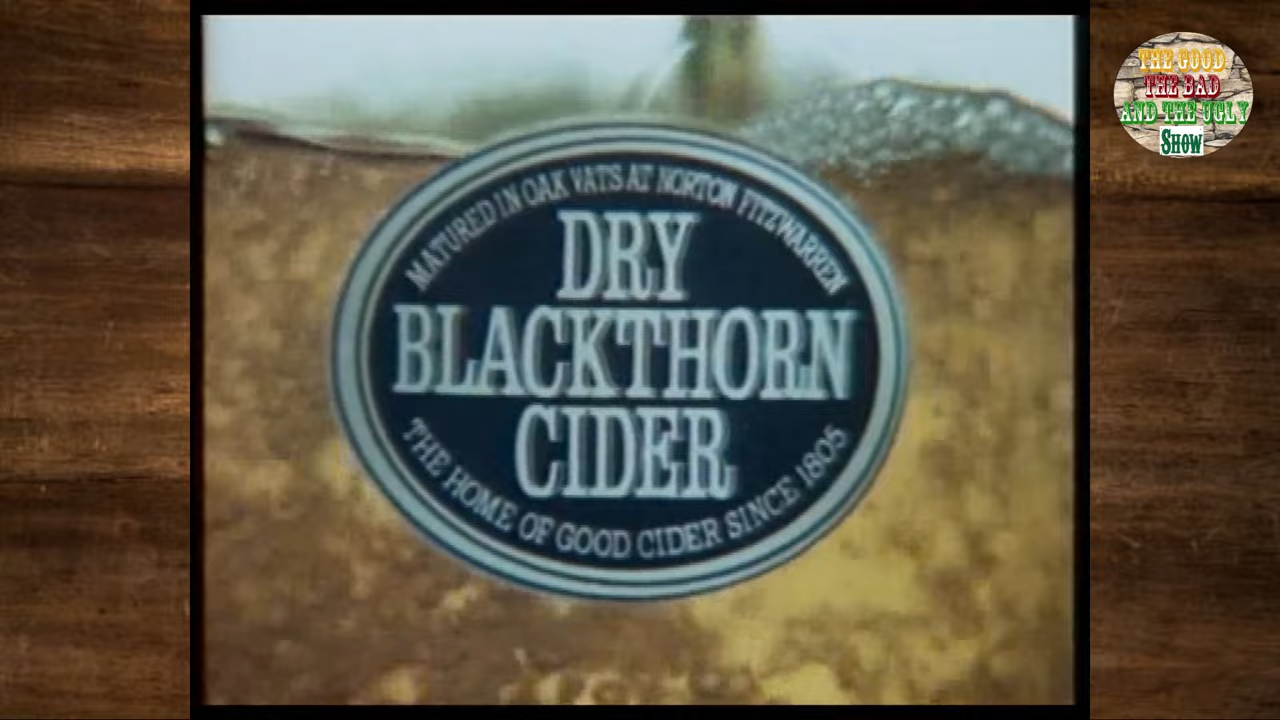 MATURED IN OAK VATS AT NORTON FITZWARREN
DRY
BLACKTHORN
CIDER
THE HOME OF GOOD CIDER SINCE 1805
THE GOOD
THE BAD
AND THE UGLY
SHOW